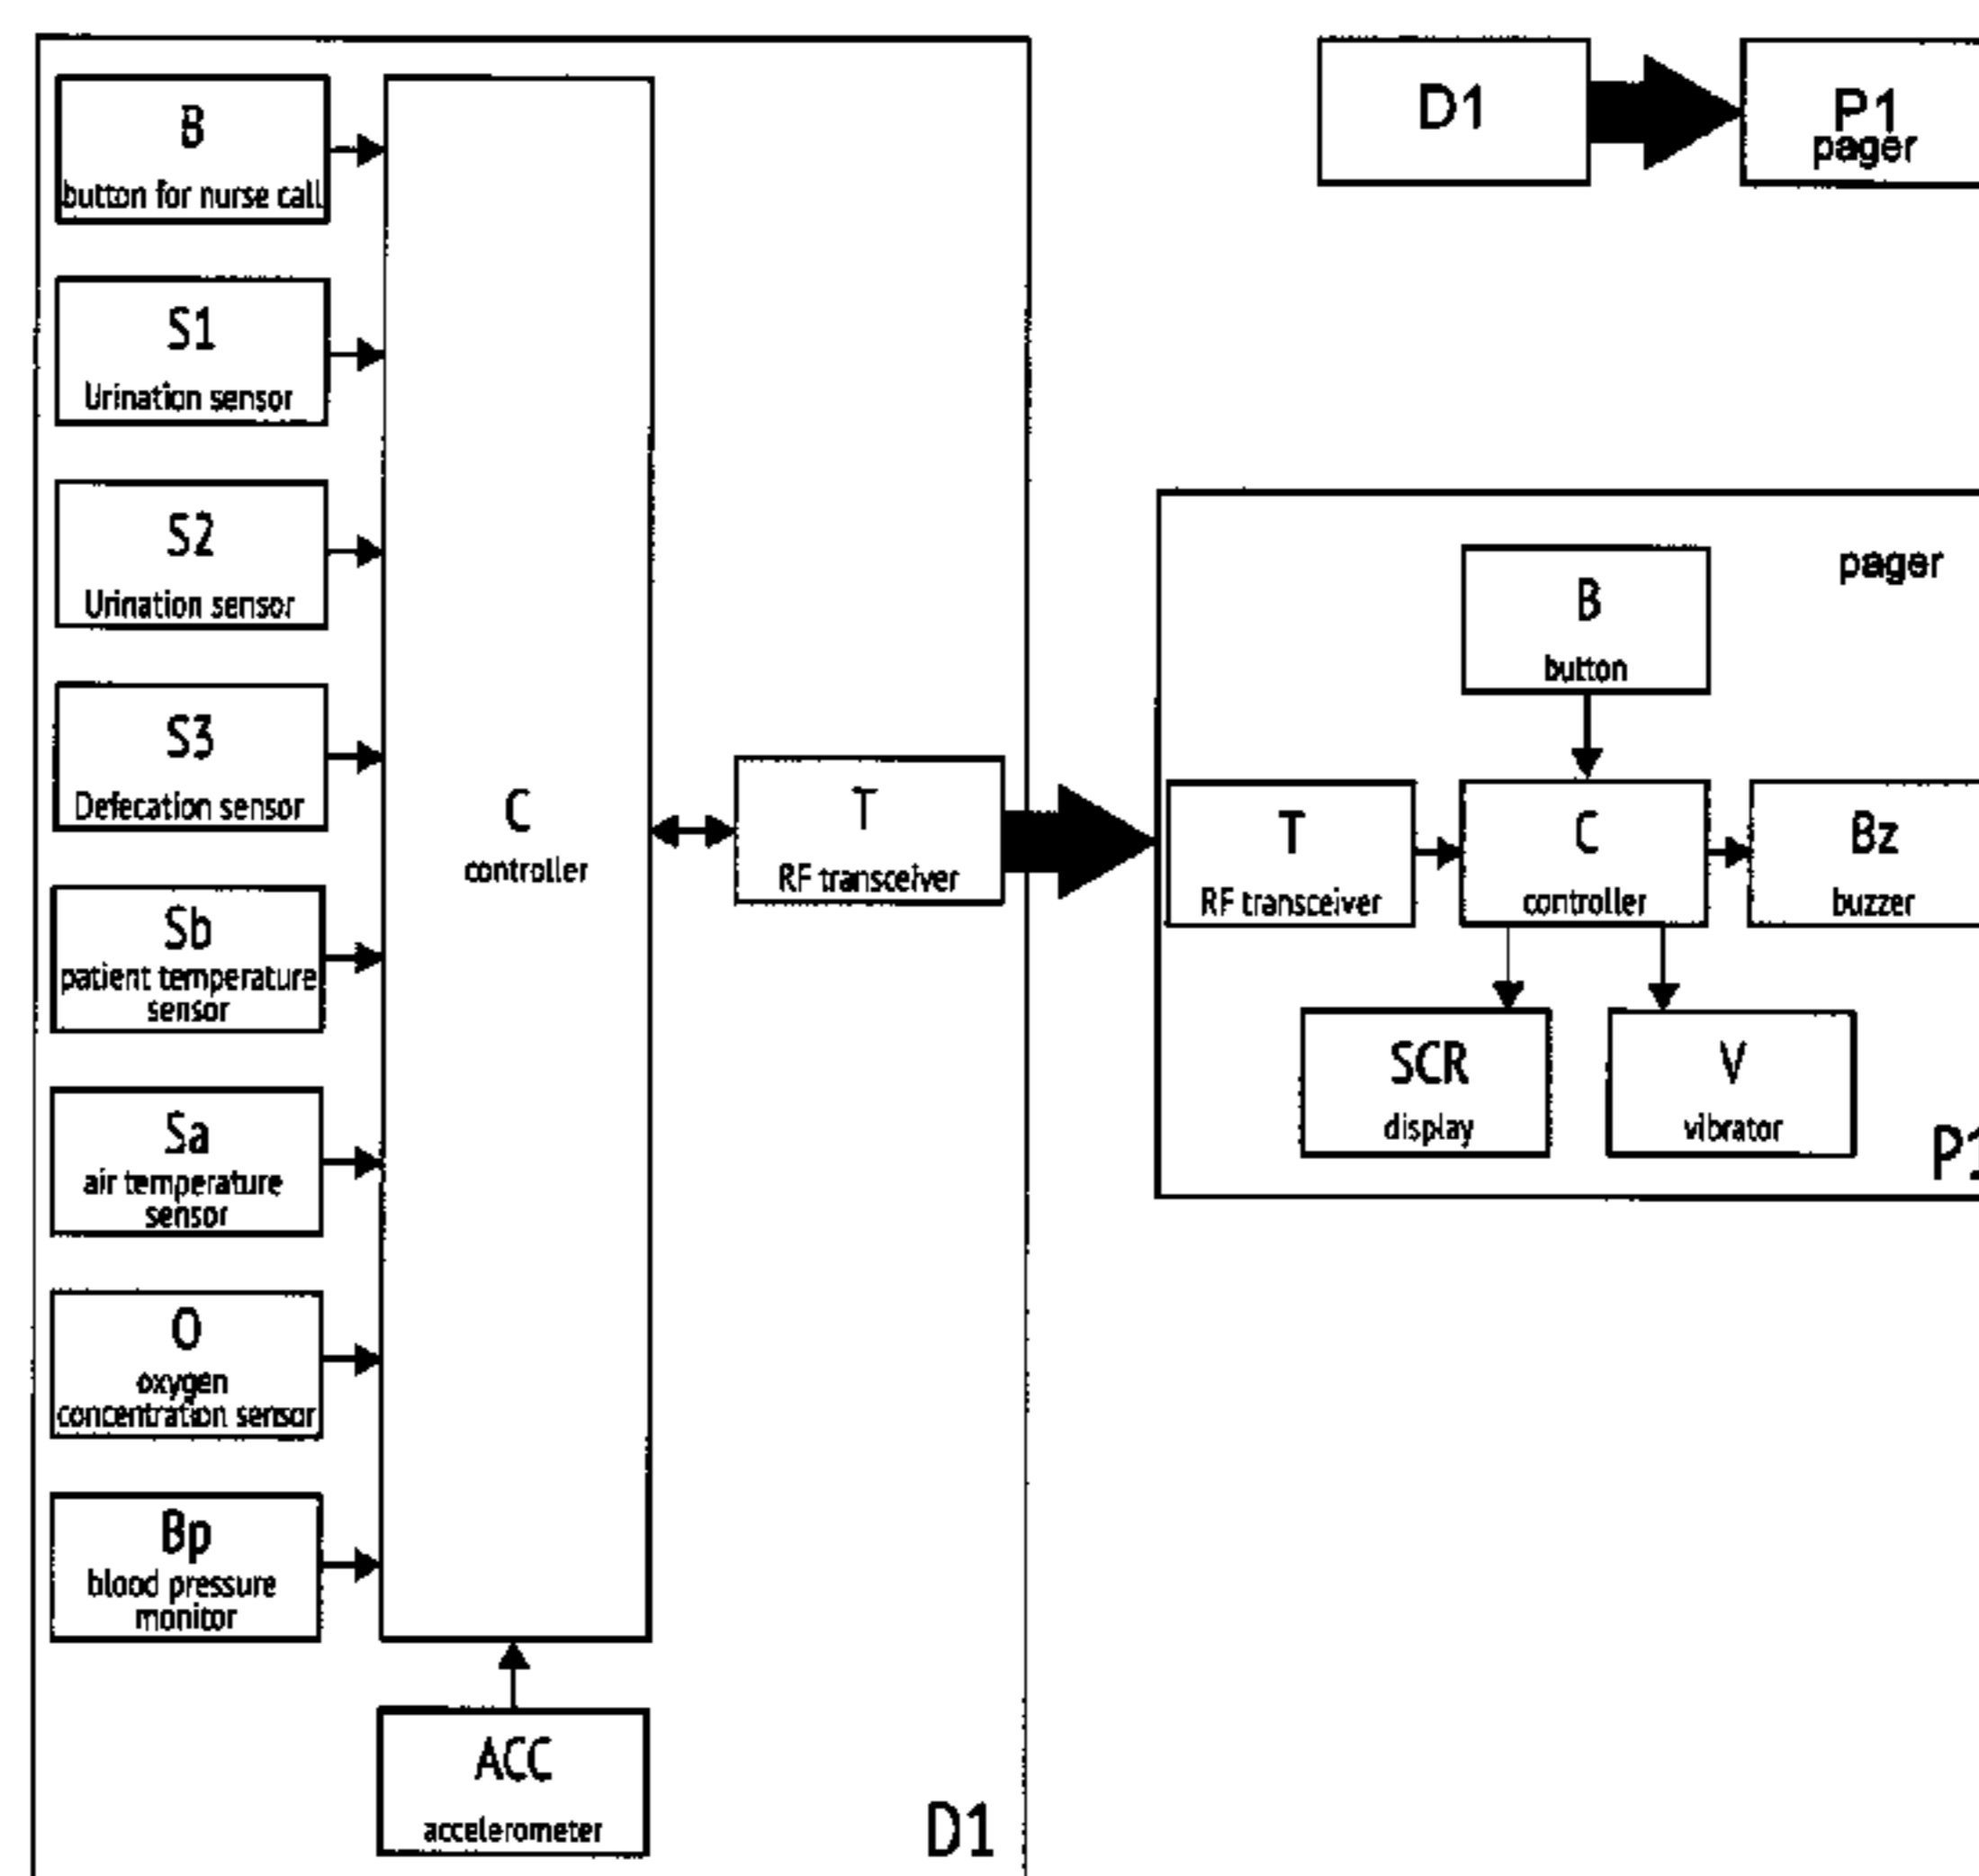 B
button for nurse call
S1
Urination sensor
S2
Urination sensor
S3
Defecation sensor
Sb
patient temperature
sensor
Sa
air temperature
sensor
O
oxygen
concentration sensor
Bp
blood pressure
monitor
C
controller
T
RF transceiver
ACC
accelerometer
D1
D1
P1
pager
pager
B
button
T
RF transceiver
C
controller
Bz
buzzer
SCR
display
V
vibrator
P1